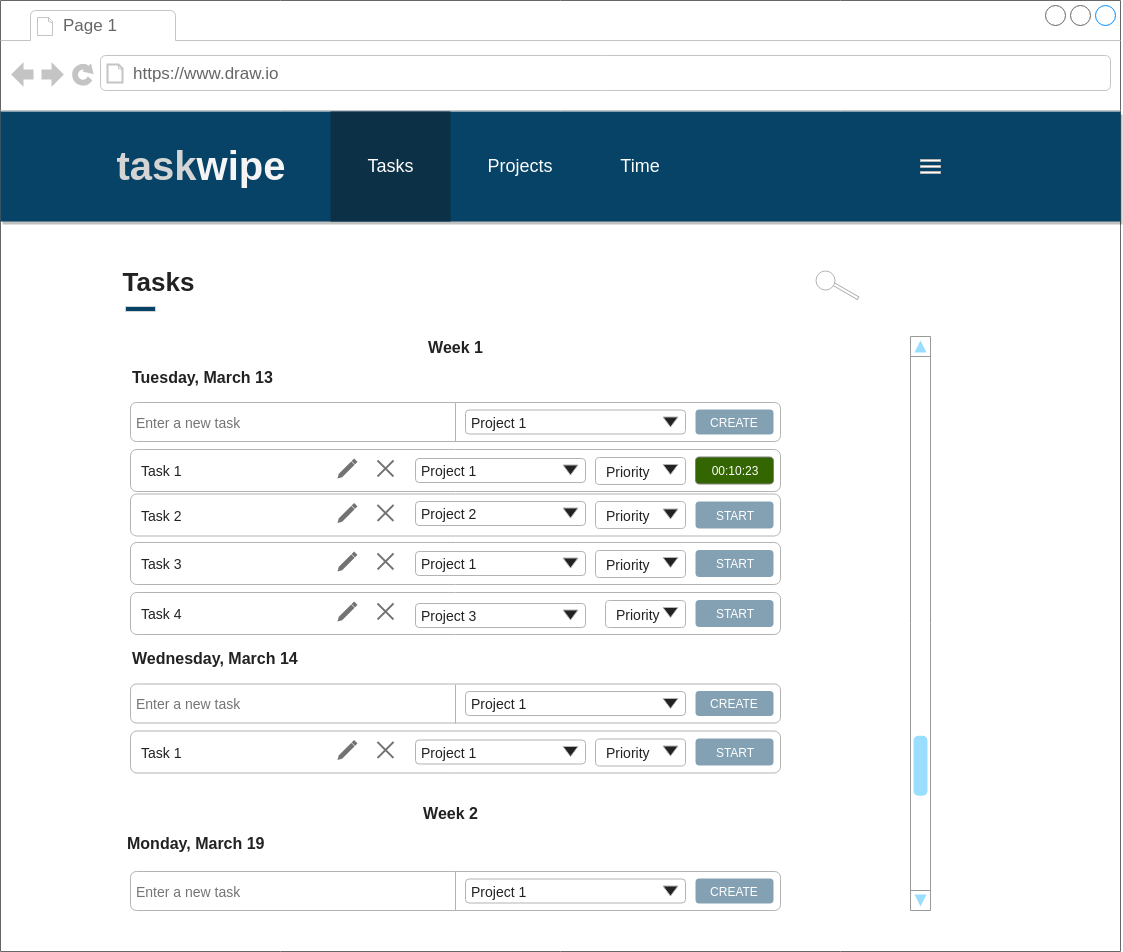 Page 1
https://www.draw.io
taskwipe Tasks Projects Time
Tasks
Week 1
Tuesday, March 13
Enter a new task Project 1 CREATE
Task 1 Project 1 Priority 00:10:23
Task 2 Project 2 Priority START
Task 3 Project 1 Priority START
Task 4 Project 3 Priority START
Wednesday, March 14
Enter a new task Project 1 CREATE
Task 1 Project 1 Priority START
Week 2
Monday, March 19
Enter a new task Project 1 CREATE